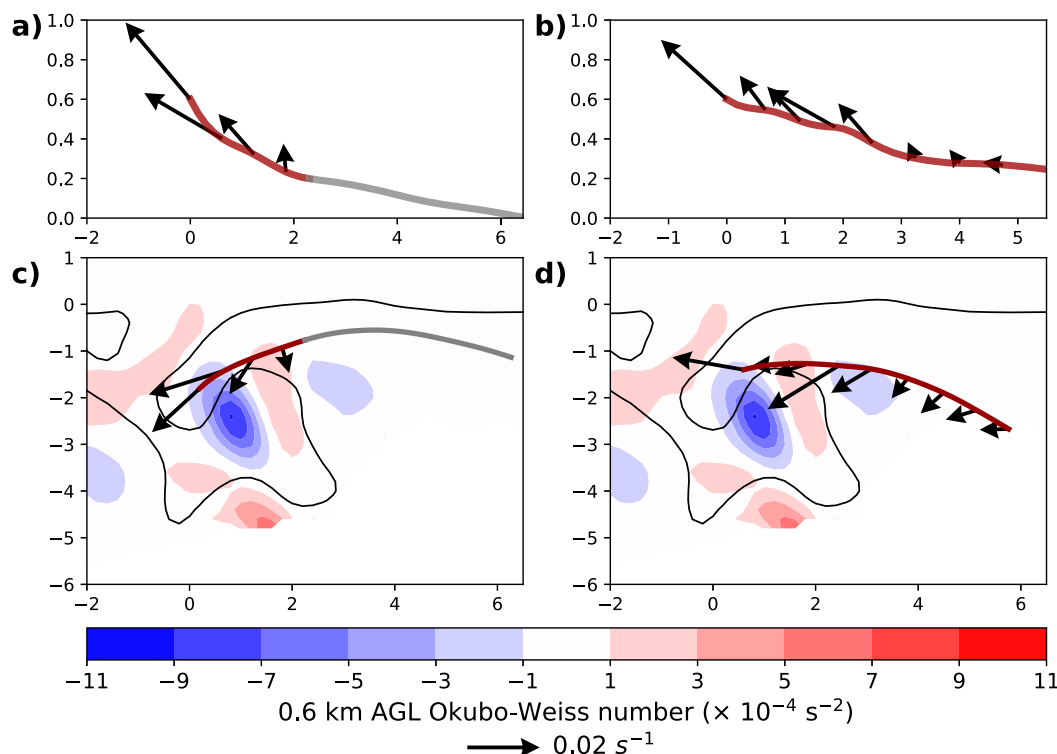 a)
1.0
0.8
0.6
0.4
0.2
0.0
−2 0 2 4 6
b)
1.0
0.8
0.6
0.4
0.2
0.0
−2 −1 0 1 2 3 4 5
c)
1
0
−1
−2
−3
−4
−5
−6
−2 0 2 4 6
d)
1
0
−1
−2
−3
−4
−5
−6
−2 0 2 4 6
−11 −9 −7 −5 −3 −1 1 3 5 7 9 11
0.6 km AGL Okubo-Weiss number (× 10⁻⁴ s⁻²)
0.02 s⁻¹